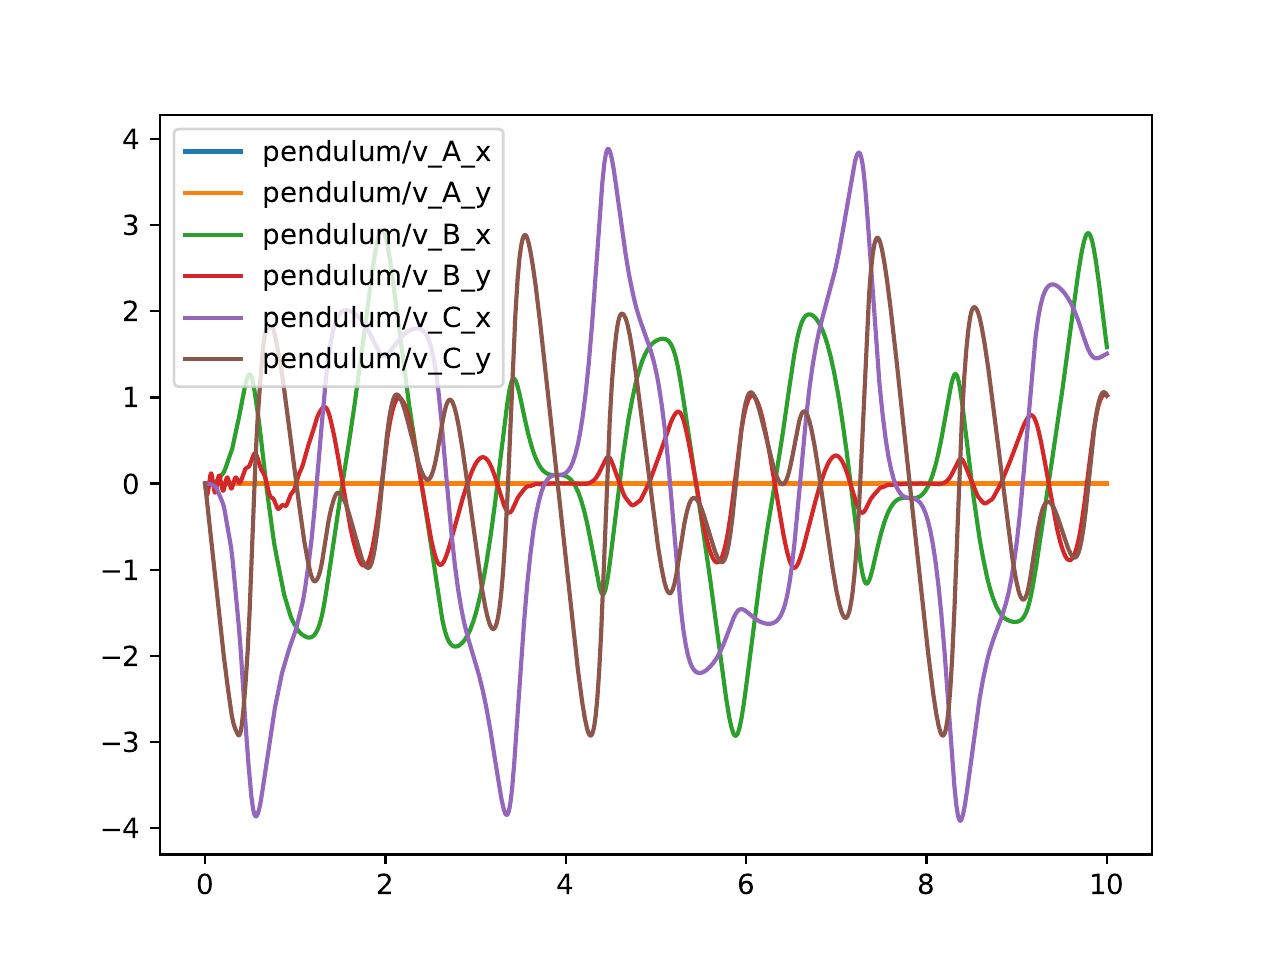 4
3
2
1
0
−1
−2
−3
−4
pendulum/v_A_x
pendulum/v_A_y
pendulum/v_B_x
pendulum/v_B_y
pendulum/v_C_x
pendulum/v_C_y
0 2 4 6 8 10